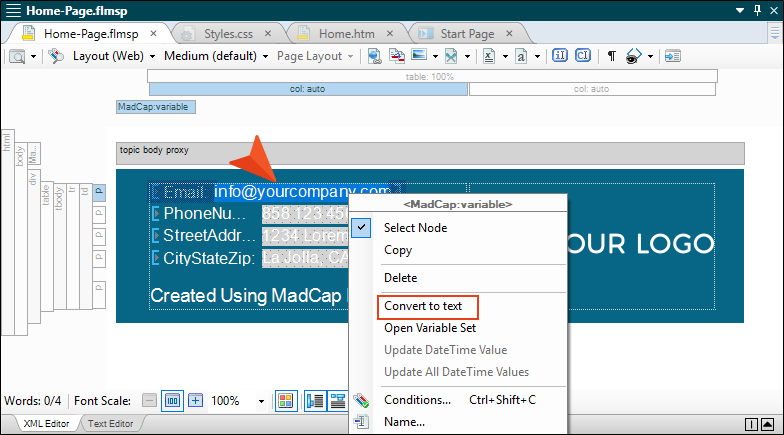 Home-Page.flmsp
Home-Page.flmsp
Styles.css
Home.htm
Start Page
Layout (Web)
Medium (default)
Page Layout
table: 100%
col: auto
col: auto
MadCap:variable
html
body
Ma...
div
table
tbody
tr
td
p
p
p
p
topic body proxy
Email: info@yourcompany.com
PhoneNu... 858.123.45
StreetAddr... 1234 Lorem
CityStateZip: La Jolla, CA
Created Using MadCap
OUR LOGO
<MadCap:variable>
Select Node
Copy
Delete
Convert to text
Open Variable Set
Update DateTime Value
Update All DateTime Values
Conditions... Ctrl+Shift+C
Name...
Words: 0/4 Font Scale: 100%
XML Editor
Text Editor